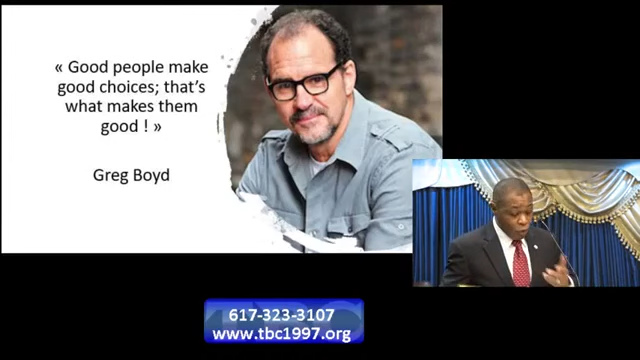 « Good people make
good choices; that's
what makes them
good ! »
Greg Boyd
617-323-3107
www.tbc1997.org